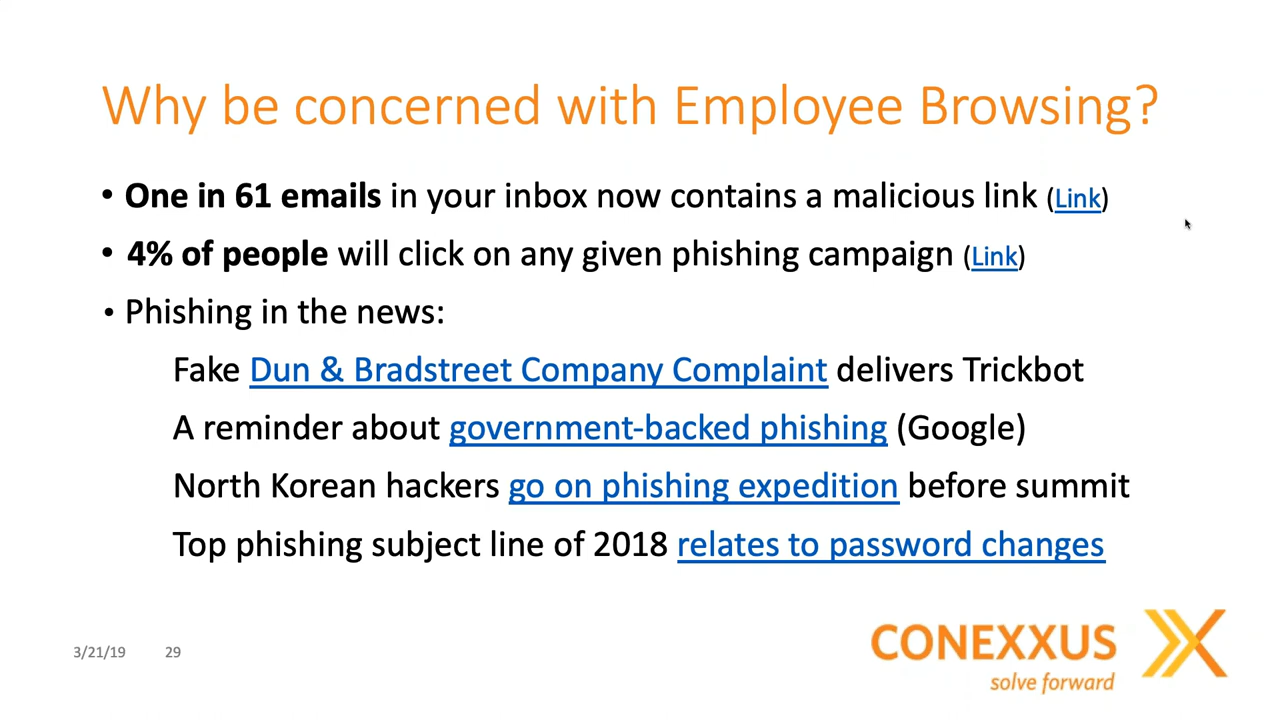 Why be concerned with Employee Browsing?
• One in 61 emails in your inbox now contains a malicious link (Link)
• 4% of people will click on any given phishing campaign (Link)
• Phishing in the news:
Fake Dun & Bradstreet Company Complaint delivers Trickbot
A reminder about government-backed phishing (Google)
North Korean hackers go on phishing expedition before summit
Top phishing subject line of 2018 relates to password changes
3/21/19 29
CONEXXUS
solve forward